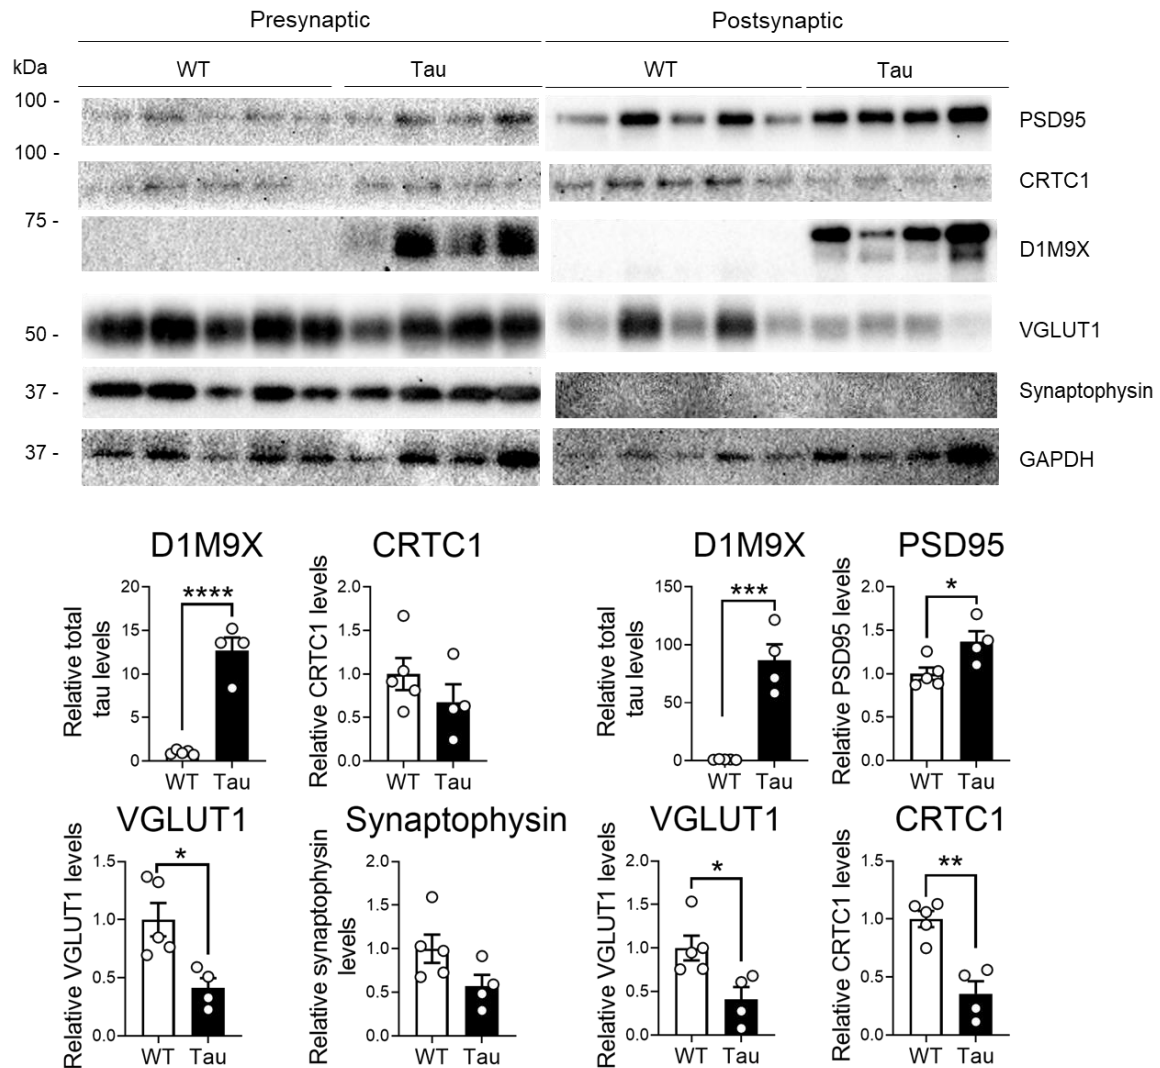 Presynaptic
Postsynaptic
kDa
WT
Tau
WT
Tau
100 -
PSD95
100 -
CRTC1
75 -
D1M9X
50 -
VGLUT1
37 -
Synaptophysin
37 -
GAPDH
D1M9X
Relative total
tau levels
20
15
10
5
0
****
WT
Tau
CRTC1
Relative CRTC1 levels
2.0
1.5
1.0
0.5
0.0
WT
Tau
D1M9X
Relative total
tau levels
150
100
50
0
***
WT
Tau
PSD95
Relative PSD95 levels
2.0
1.5
1.0
0.5
0.0
*
WT
Tau
VGLUT1
Relative VGLUT1 levels
1.5
1.0
0.5
0.0
*
WT
Tau
Synaptophysin
Relative synaptophysin
levels
2.0
1.5
1.0
0.5
0.0
WT
Tau
VGLUT1
Relative VGLUT1 levels
2.0
1.5
1.0
0.5
0.0
*
WT
Tau
CRTC1
Relative CRTC1 levels
1.5
1.0
0.5
0.0
**
WT
Tau